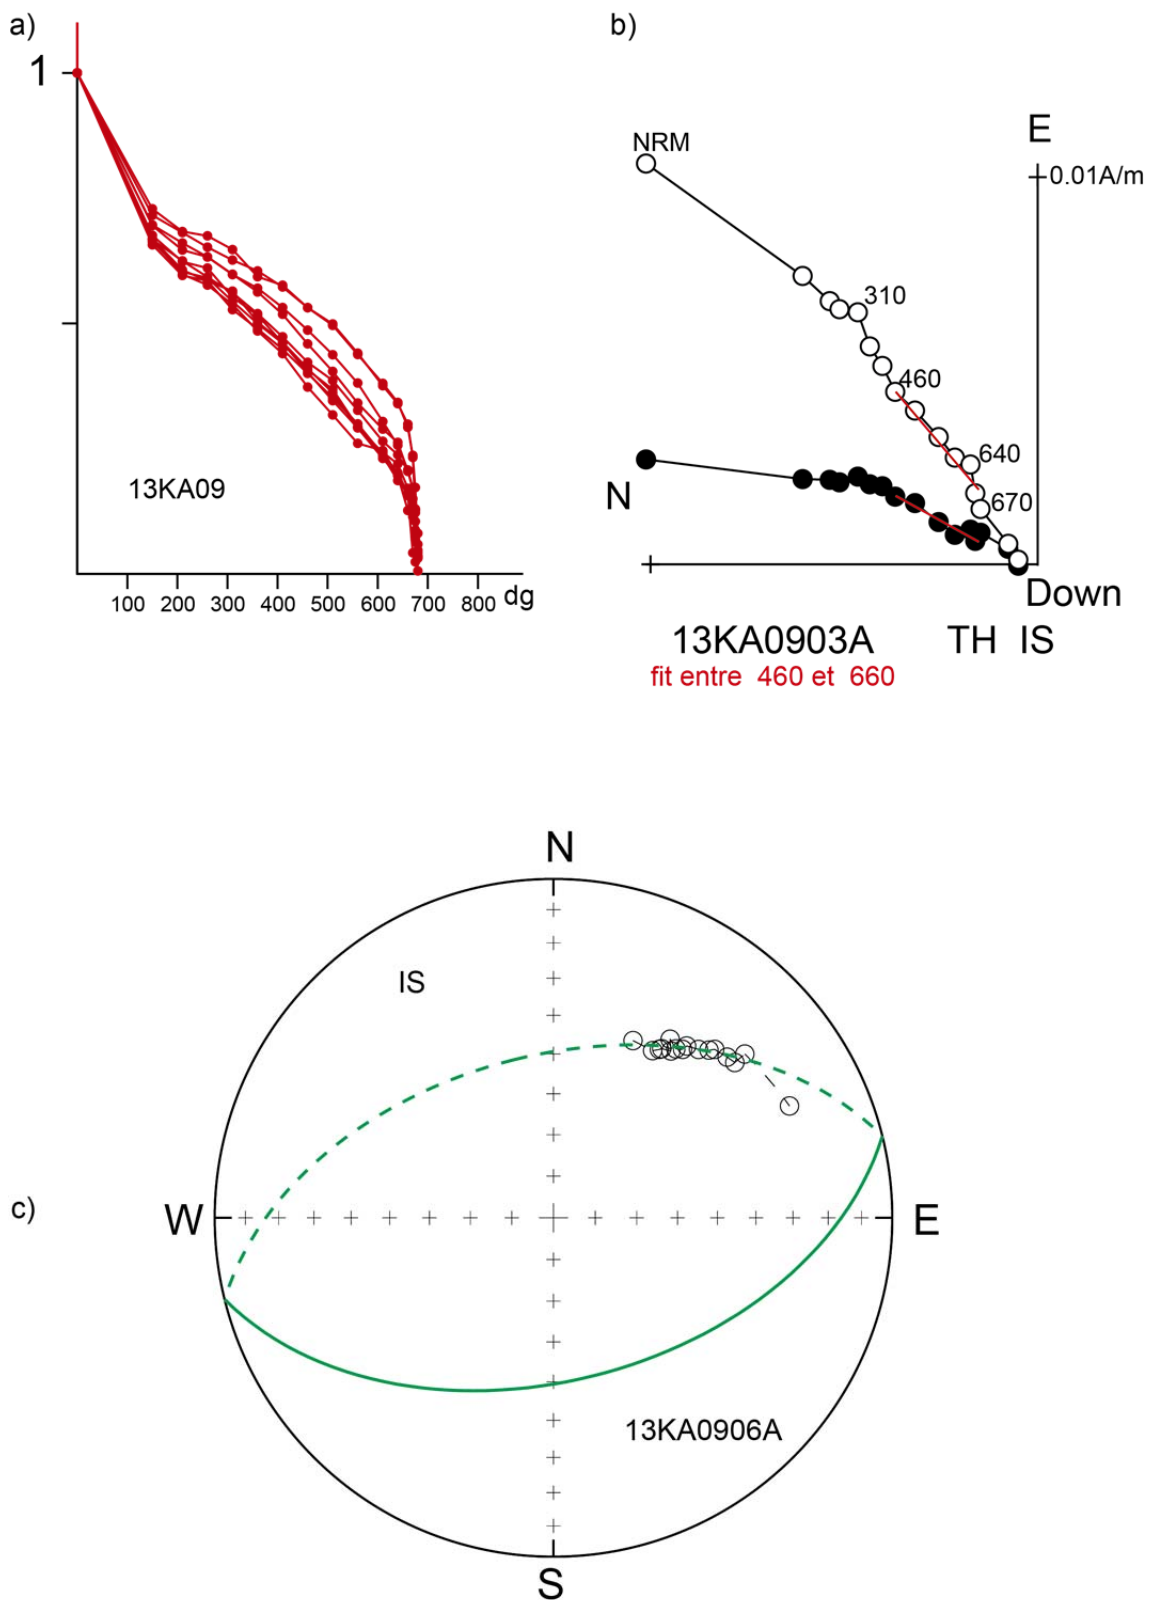 a)
1
13KA09
100 200 300 400 500 600 700 800 dg
b)
E
NRM
0.01A/m
310
460
640
N
670
Down
13KA0903A TH IS
fit entre 460 et 660
c)
N
IS
W
E
13KA0906A
S